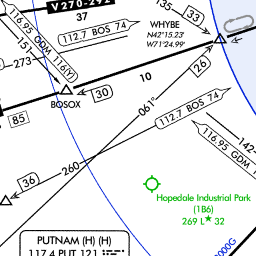 V270-292
37
112.7 BOS 74
33
WHYBE
N42°15.23'
W71°24.99'
116.95 GDM 116(Y)
151
273
26
10
30
BOSOX
061°
112.7 BOS 74
85
116.95 GDM 1
142
260
36
Hopedale Industrial Park
(1B6)
269 L 32
PUTNAM (H) (H)
117.4 PUT 121
000G